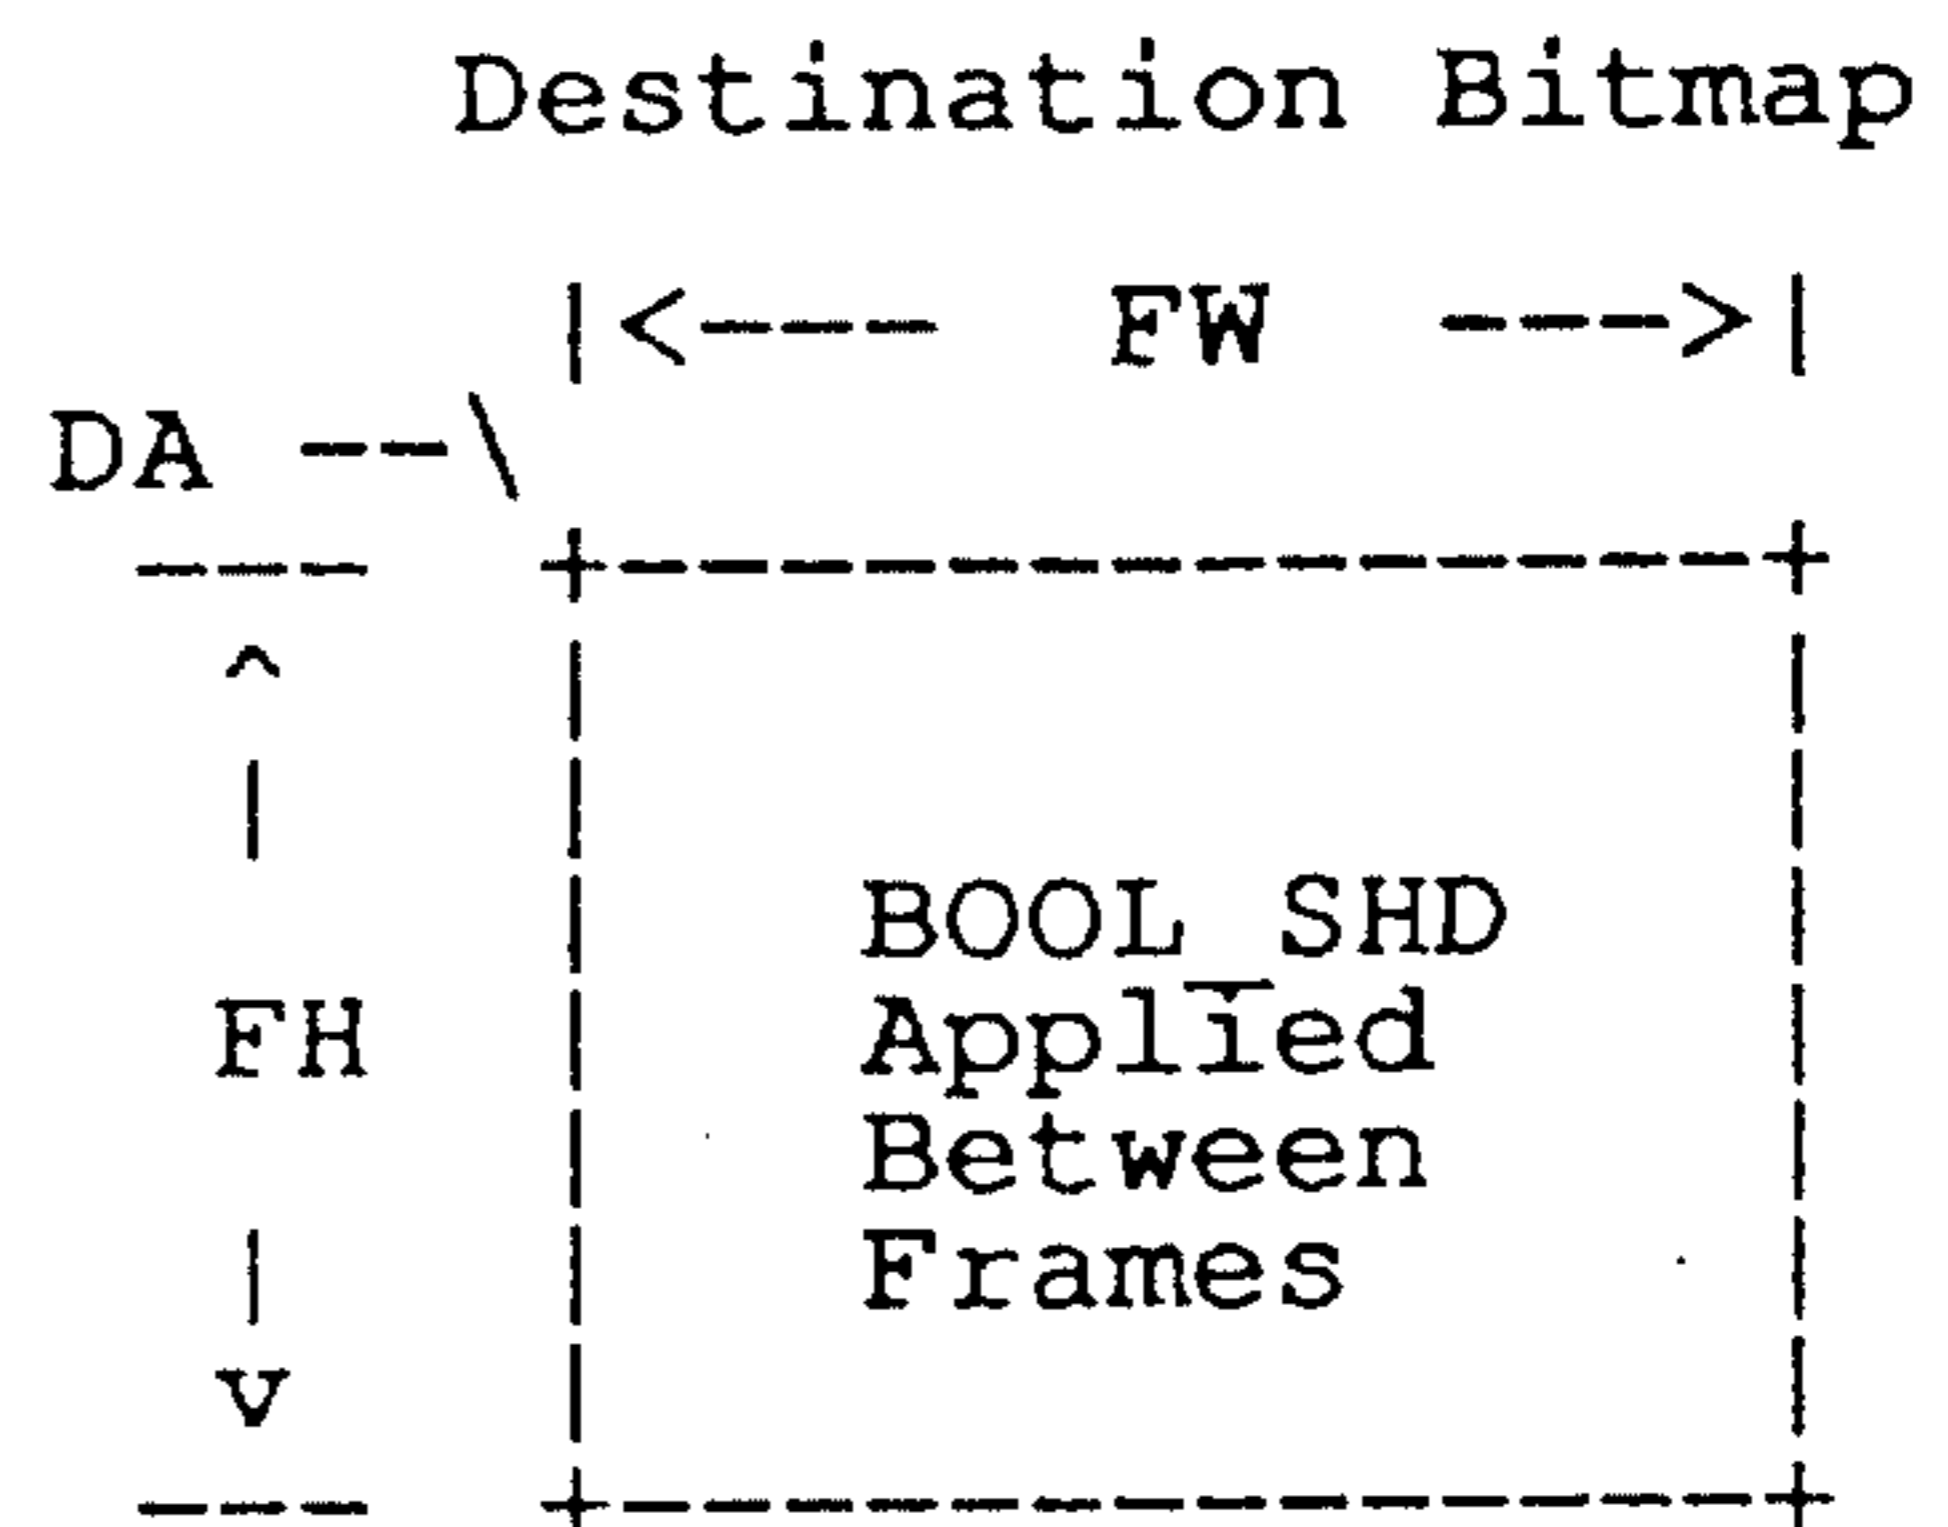 Destination Bitmap
|<--- FW --->|
DA --\
--- +---------------+
^ | |
| | |
| BOOL_SHD |
FH | Applied |
| Between |
| | Frames |
v | |
--- +---------------+